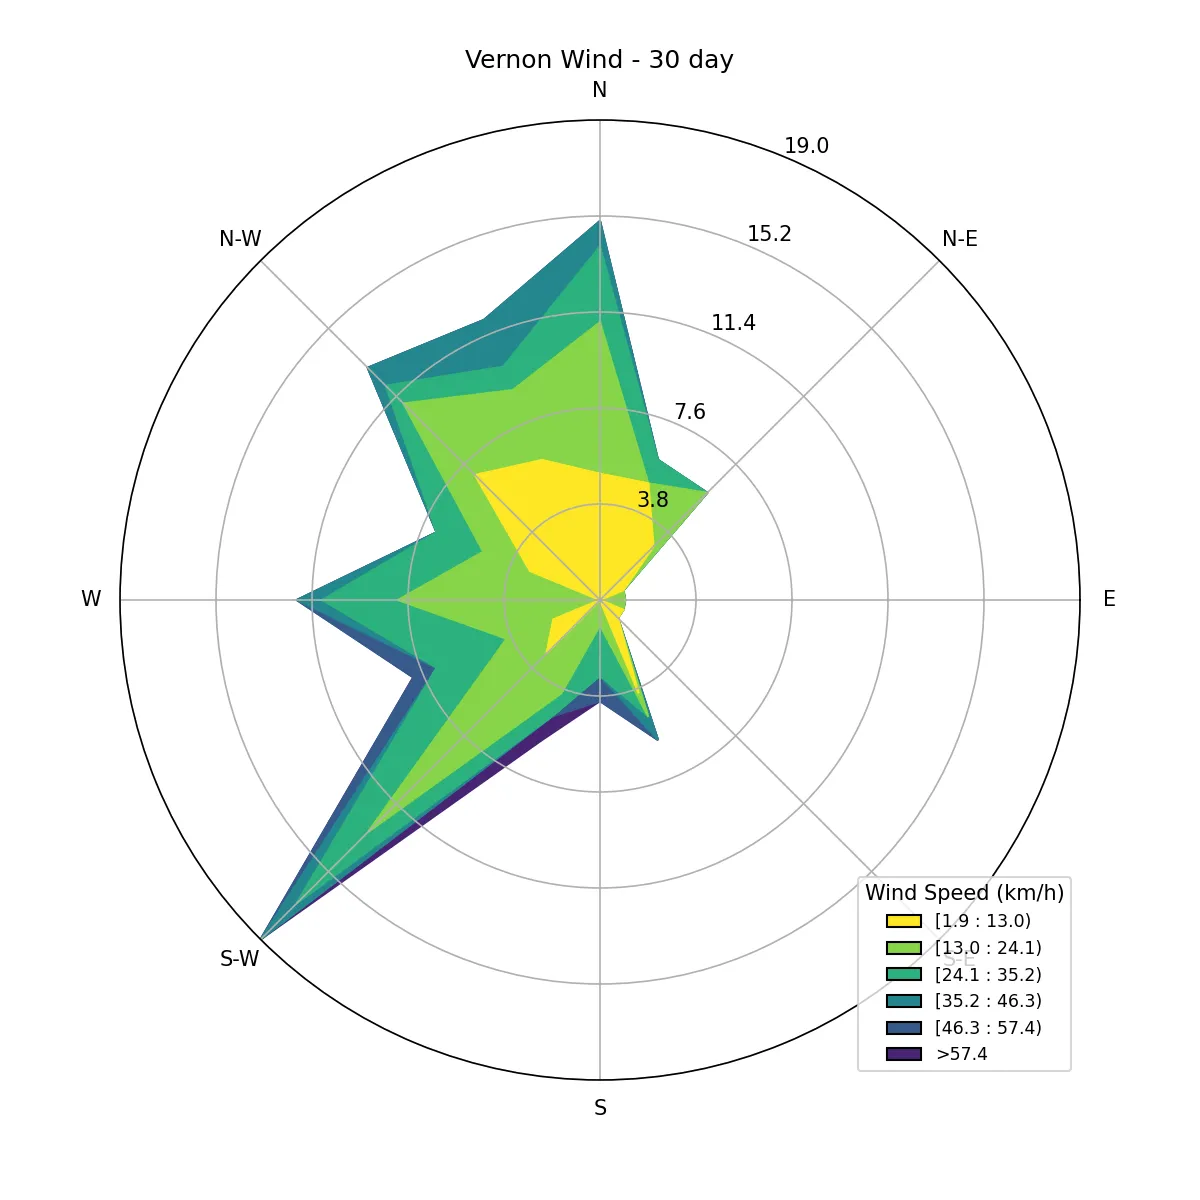 Vernon Wind - 30 day
N
19.0
15.2
N-W
N-E
11.4
7.6
3.8
W
E
S-W
S-E
Wind Speed (km/h)
[1.9 : 13.0)
[13.0 : 24.1)
[24.1 : 35.2)
[35.2 : 46.3)
[46.3 : 57.4)
>57.4
S